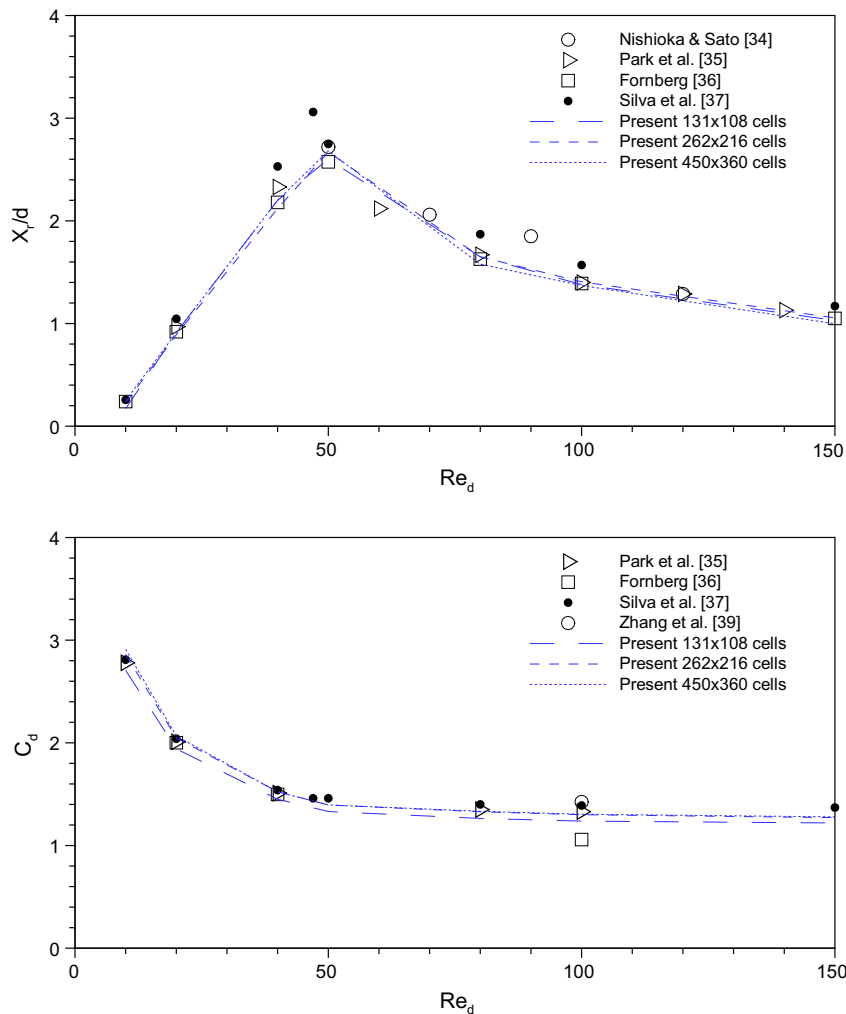 4
3
2
1
0
X_r/d
0
50
100
150
Re_d
Nishioka & Sato [34]
Park et al. [35]
Fornberg [36]
Silva et al. [37]
Present 131x108 cells
Present 262x216 cells
Present 450x360 cells
4
3
2
1
0
C_d
0
50
100
150
Re_d
Park et al. [35]
Fornberg [36]
Silva et al. [37]
Zhang et al. [39]
Present 131x108 cells
Present 262x216 cells
Present 450x360 cells